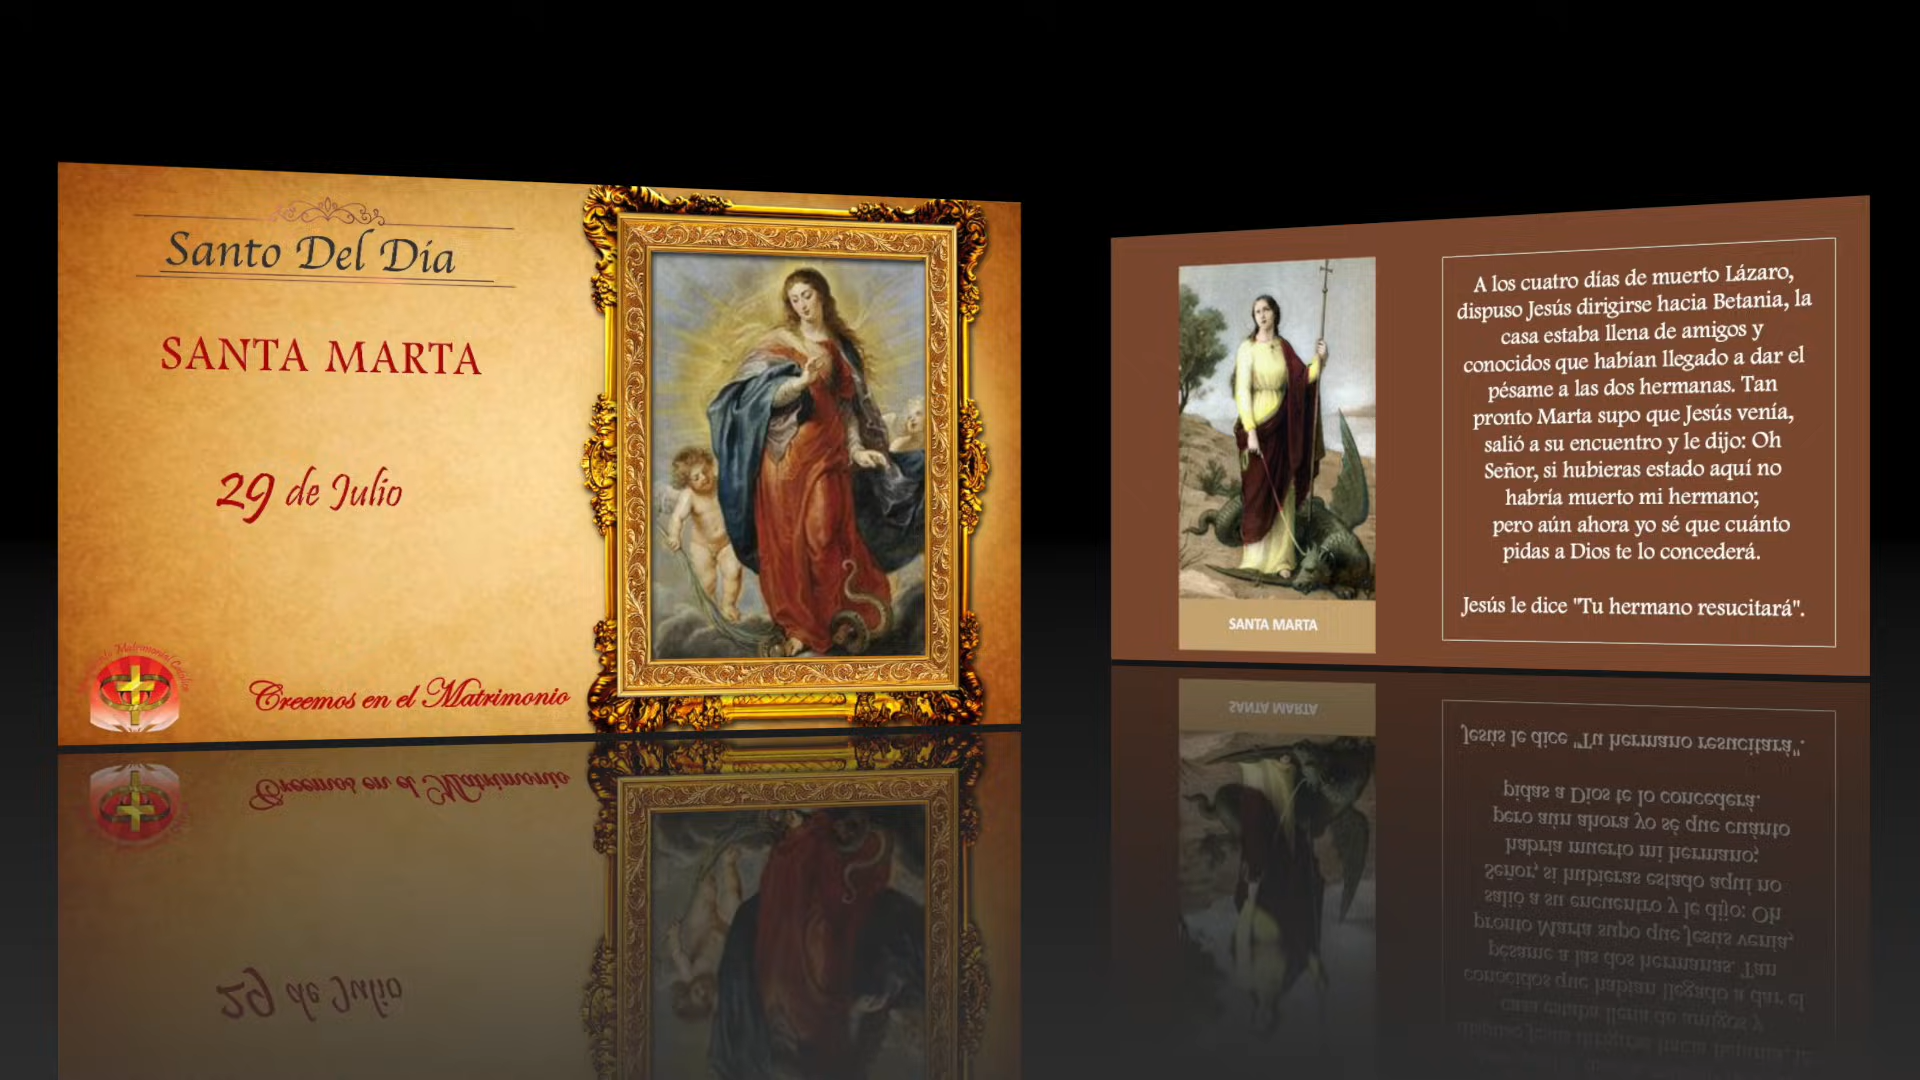 Santo Del Día
SANTA MARTA
29 de Julio
Creemos en el Matrimonio
SANTA MARTA
A los cuatro días de muerto Lázaro,
dispuso Jesús dirigirse hacia Betania, la
casa estaba llena de amigos y
conocidos que habían llegado a dar el
pésame a las dos hermanas. Tan
pronto Marta supo que Jesús venía,
salió a su encuentro y le dijo: Oh
Señor, si hubieras estado aquí no
habría muerto mi hermano;
pero aún ahora yo sé que cuánto
pidas a Dios te lo concederá.
Jesús le dice "Tu hermano resucitará".